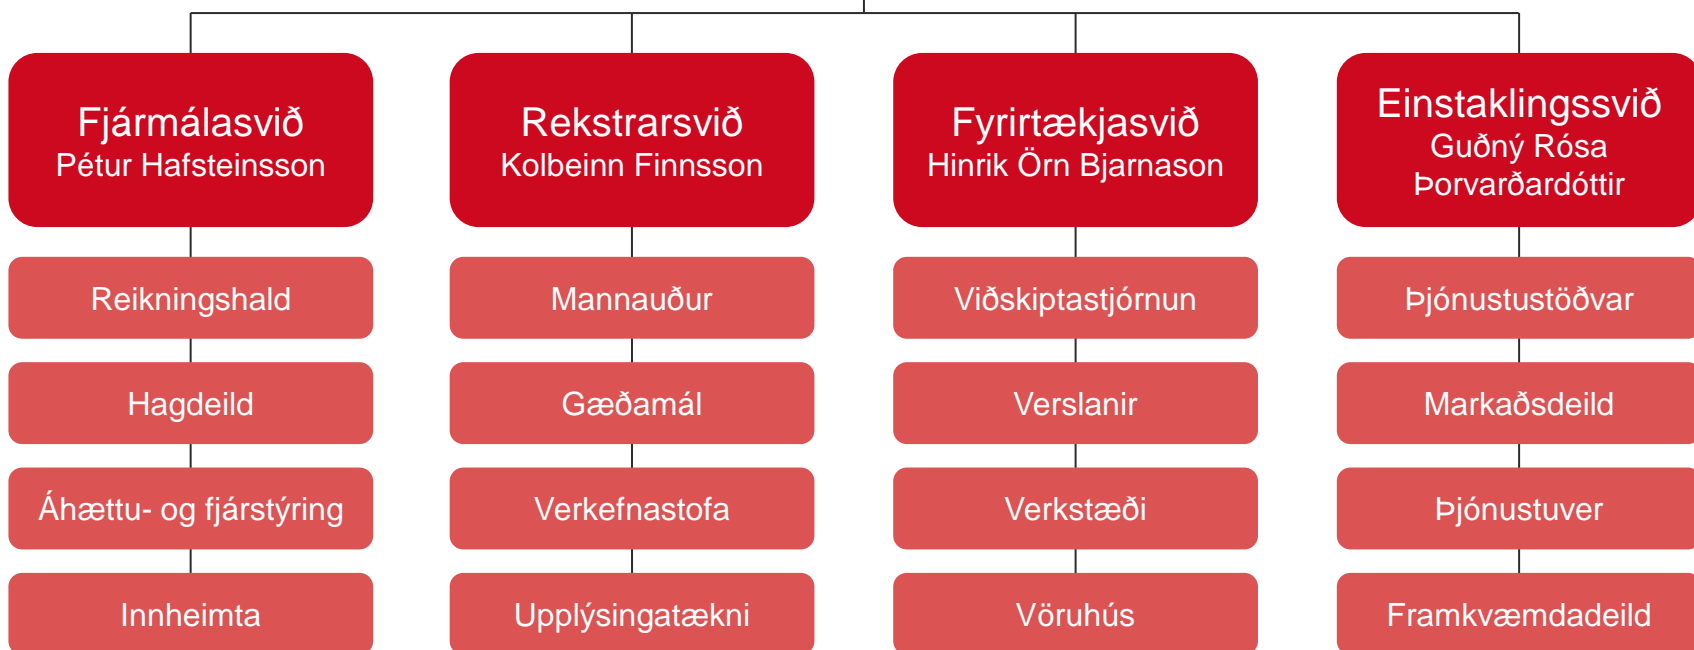 Fjármálasvið
Pétur Hafsteinsson
Reikningshald
Hagdeild
Áhættu- og fjárstýring
Innheimta
Rekstrarsvið
Kolbeinn Finnsson
Mannauður
Gæðamál
Verkefnastofa
Upplýsingatækni
Fyrirtækjasvið
Hinrik Örn Bjarnason
Viðskiptastjórnun
Verslanir
Verkstæði
Vöruhús
Einstaklingssvið
Guðný Rósa
Þorvarðardóttir
Þjónustustöðvar
Markaðsdeild
Þjónustuver
Framkvæmdadeild